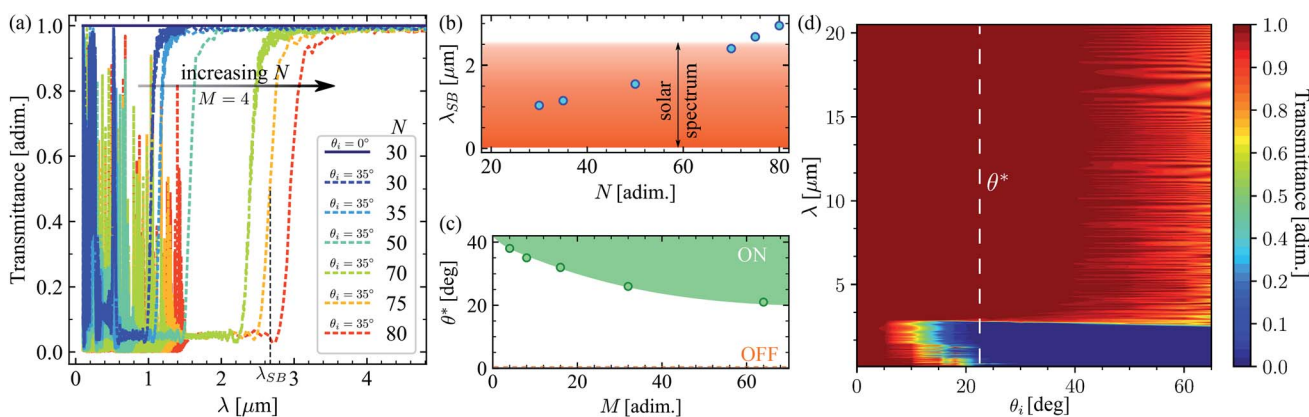 (a)
Transmittance [adim.]
1.0
0.8
0.6
0.4
0.2
0.0
increasing N
M = 4
N
θi = 0° 30
θi = 35° 30
θi = 35° 35
θi = 35° 50
θi = 35° 70
θi = 35° 75
θi = 35° 80
0 1 2 λSB 3 4
λ [μm]
(b)
λSB [μm]
2
0
solar
spectrum
20 40 60 80
N [adim.]
(c)
θ* [deg]
40
20
0
ON
OFF
0 20 40 60
M [adim.]
(d)
λ [μm]
20
15
10
5
θ*
0 20 40 60
θi [deg]
1.0
1.0
0.9
0.8
0.7
0.6
0.5
0.4
0.3
0.2
0.1
0.1
0.0
Transmittance [adim.]